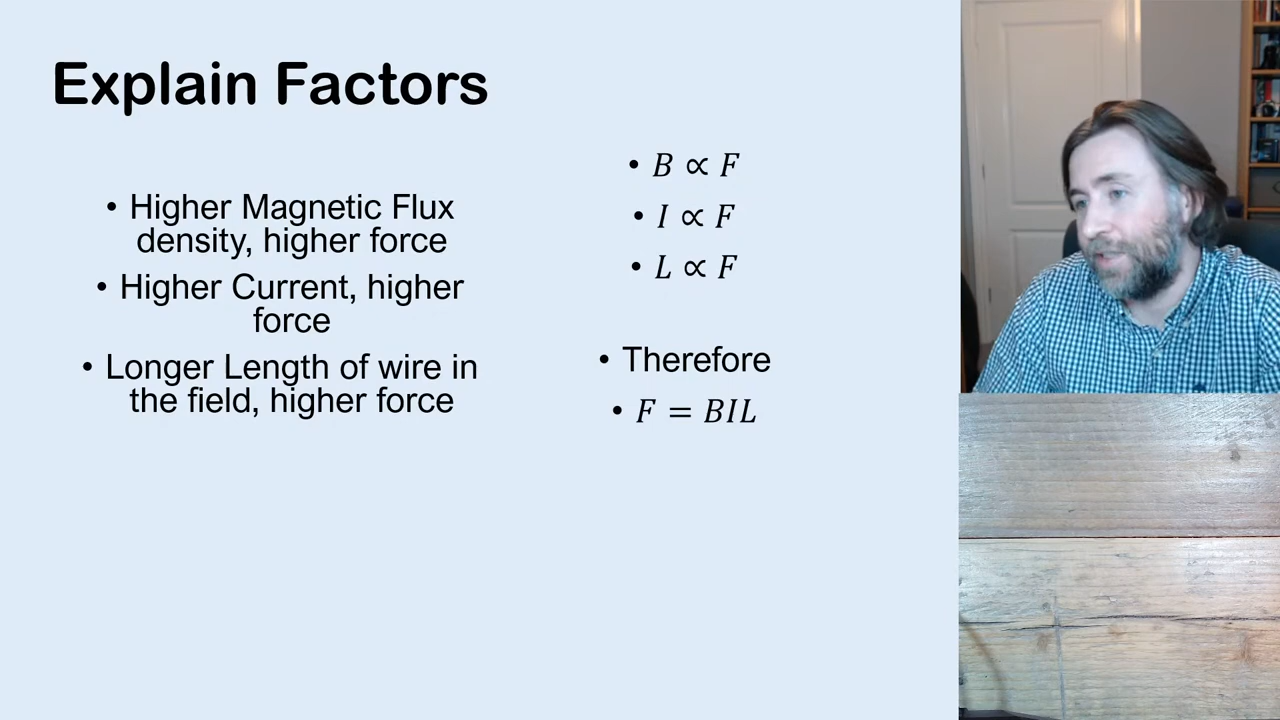 Explain Factors
• Higher Magnetic Flux
density, higher force
• Higher Current, higher
force
• Longer Length of wire in
the field, higher force
• B ∝ F
• I ∝ F
• L ∝ F
• Therefore
• F = BIL